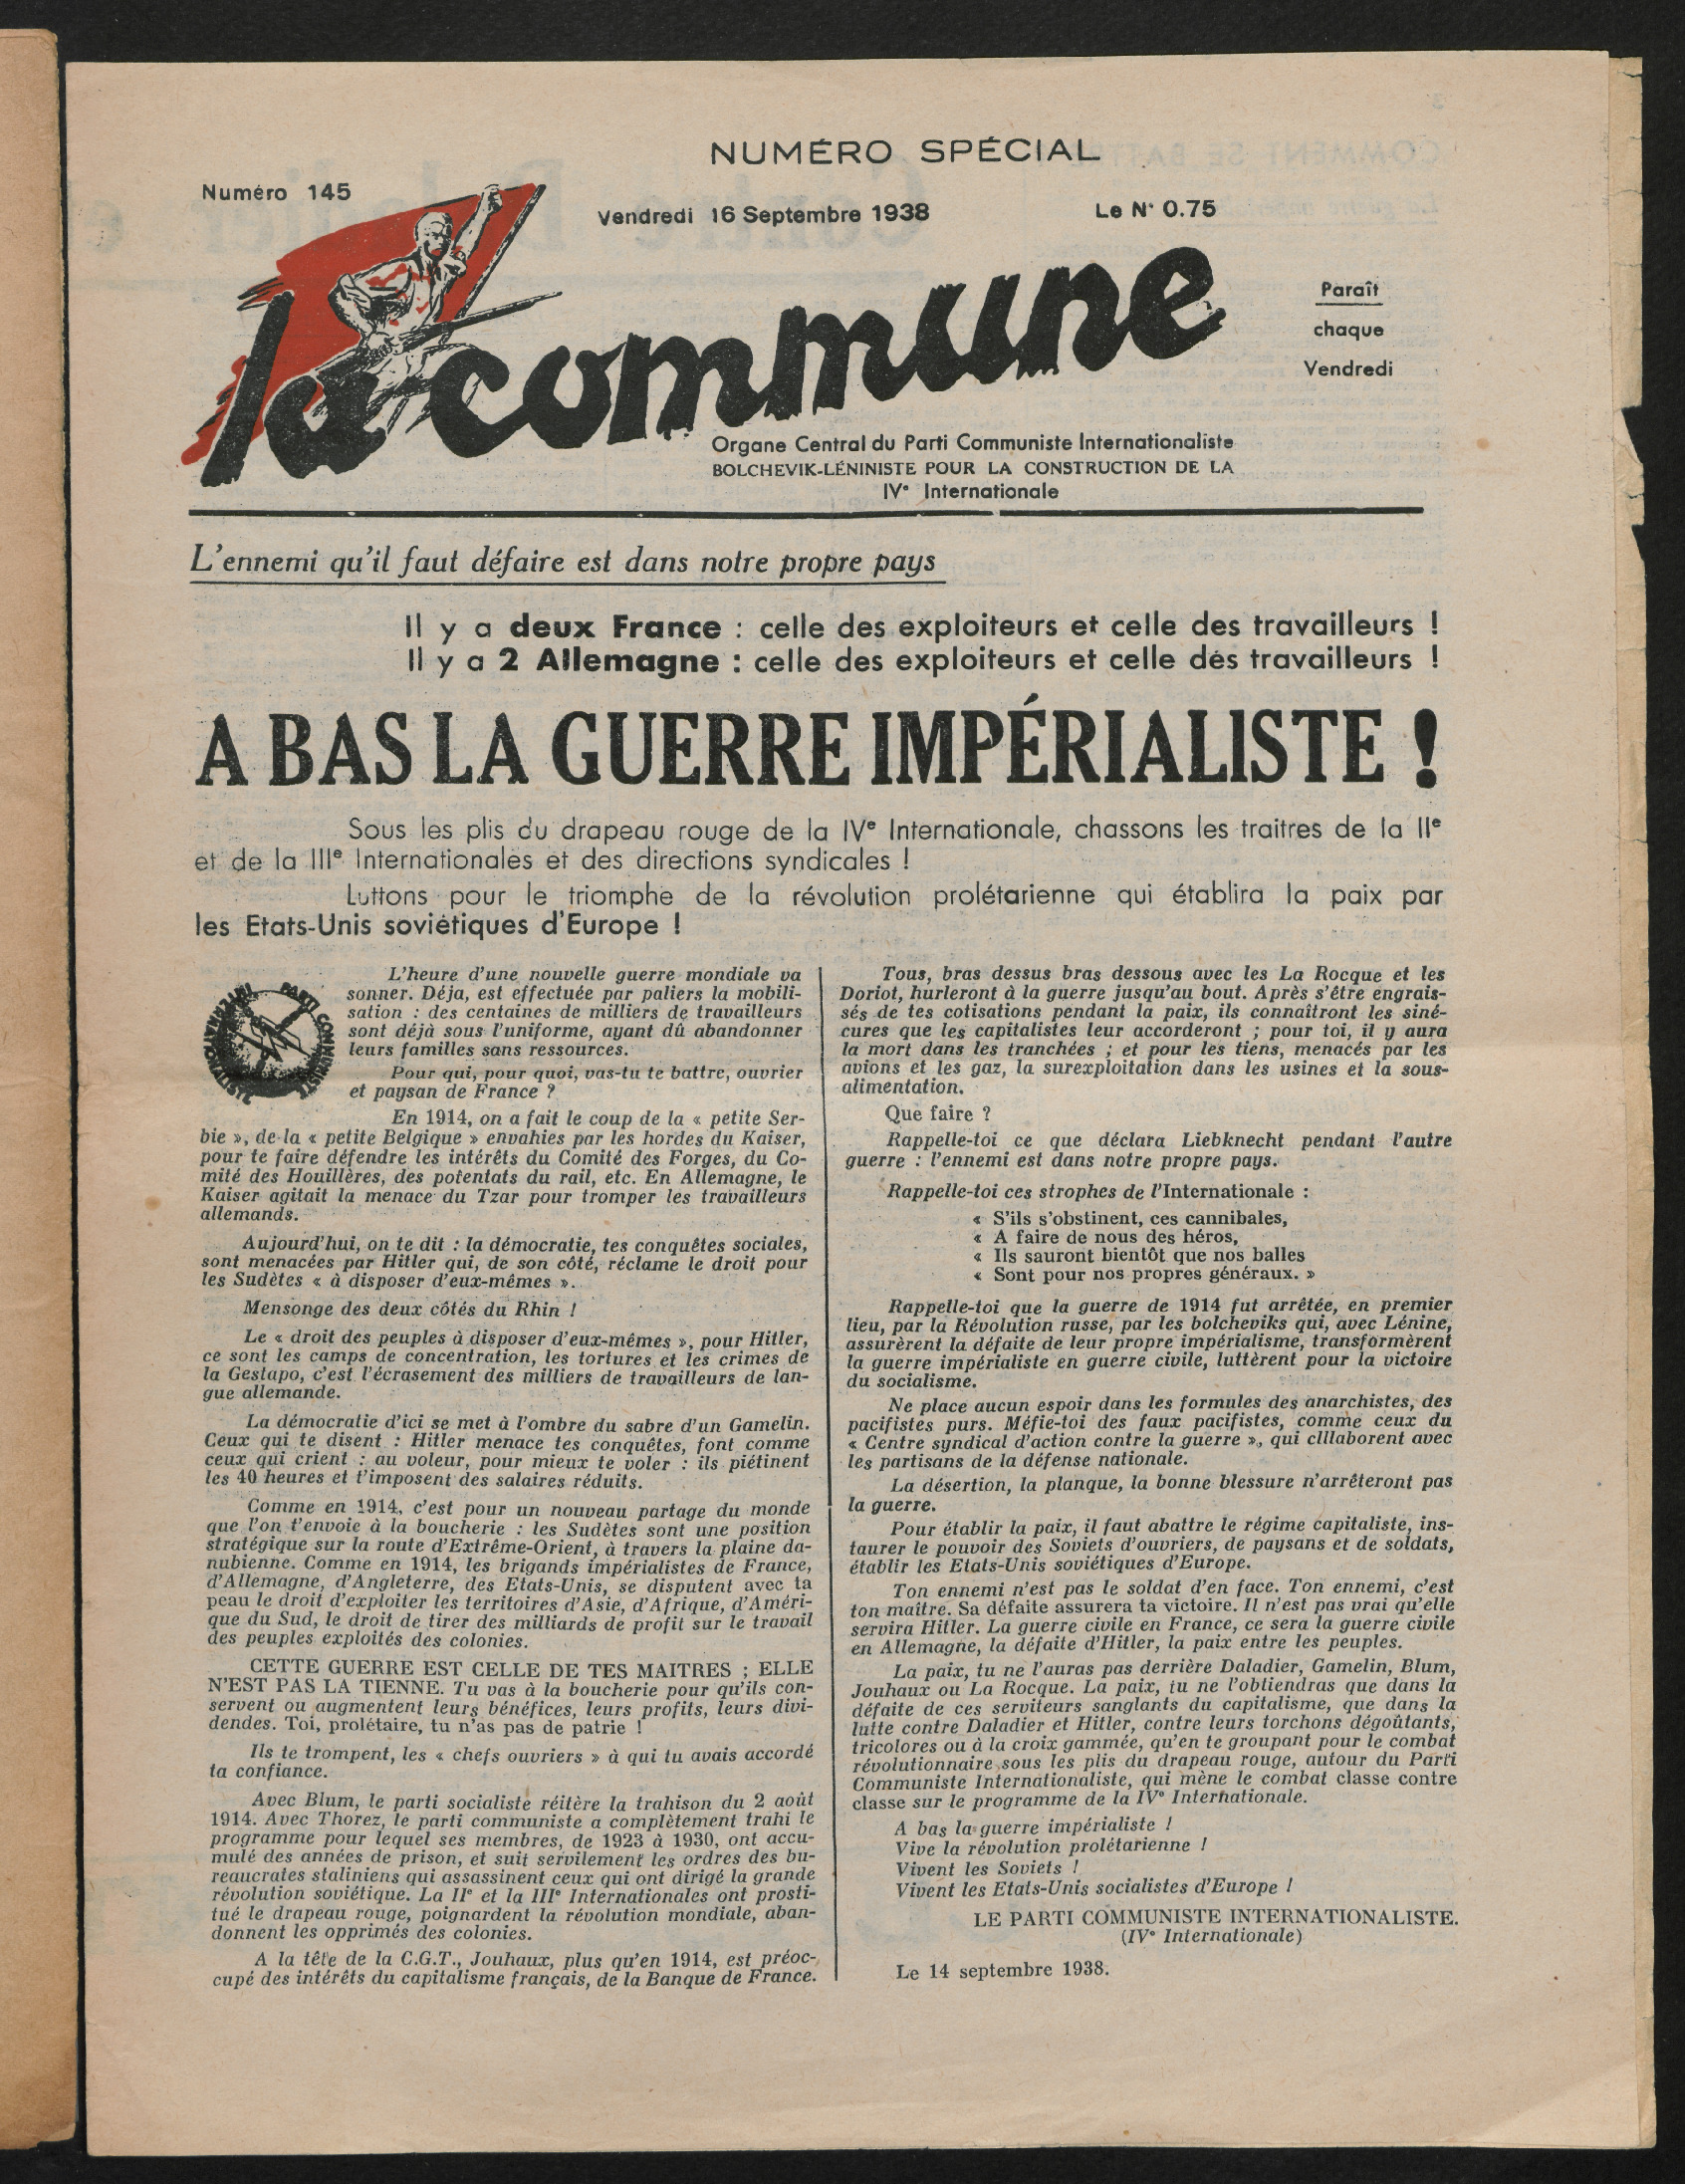 NUMÉRO SPÉCIAL
Numéro 145
Vendredi 16 Septembre 1938
Le N° 0.75
la commune
Paraît
chaque
Vendredi
Organe Central du Parti Communiste Internationaliste
BOLCHEVIK-LÉNINISTE POUR LA CONSTRUCTION DE LA
IVe Internationale
L'ennemi qu'il faut défaire est dans notre propre pays
Il y a deux France : celle des exploiteurs et celle des travailleurs !
Il y a 2 Allemagne : celle des exploiteurs et celle dés travailleurs !
A BAS LA GUERRE IMPÉRIALISTE !
Sous les plis du drapeau rouge de la IVe Internationale, chassons les traitres de la IIe
et de la IIIe Internationales et des directions syndicales !
Luttons pour le triomphe de la révolution prolétarienne qui établira la paix par
les Etats-Unis soviétiques d'Europe !
PARTI COMMUNISTE INTERNATIONALISTE
L'heure d'une nouvelle guerre mondiale va
sonner. Déja, est effectuée par paliers la mobili-
sation : des centaines de milliers de travailleurs
sont déjà sous l'uniforme, ayant dû abandonner
leurs familles sans ressources.
Pour qui, pour quoi, vas-tu te battre, ouvrier
et paysan de France ?
En 1914, on a fait le coup de la « petite Ser-
bie », de la « petite Belgique » envahies par les hordes du Kaiser,
pour te faire défendre les intérêts du Comité des Forges, du Co-
mité des Houillères, des potentats du rail, etc. En Allemagne, le
Kaiser agitait la menace du Tzar pour tromper les travailleurs
allemands.
Aujourd'hui, on te dit : la démocratie, tes conquêtes sociales,
sont menacées par Hitler qui, de son côté, réclame le droit pour
les Sudètes « à disposer d'eux-mêmes ».
Mensonge des deux côtés du Rhin !
Le « droit des peuples à disposer d'eux-mêmes », pour Hitler,
ce sont les camps de concentration, les tortures et les crimes de
la Gestapo, c'est l'écrasement des milliers de travailleurs de lan-
gue allemande.
La démocratie d'ici se met à l'ombre du sabre d'un Gamelin.
Ceux qui te disent : Hitler menace tes conquêtes, font comme
ceux qui crient : au voleur, pour mieux te voler : ils piétinent
les 40 heures et t'imposent des salaires réduits.
Comme en 1914, c'est pour un nouveau partage du monde
que l'on t'envoie à la boucherie : les Sudètes sont une position
stratégique sur la route d'Extrême-Orient, à travers la plaine da-
nubienne. Comme en 1914, les brigands impérialistes de France,
d'Allemagne, d'Angleterre, des Etats-Unis, se disputent avec ta
peau le droit d'exploiter les territoires d'Asie, d'Afrique, d'Améri-
que du Sud, le droit de tirer des milliards de profit sur le travail
des peuples exploités des colonies.
CETTE GUERRE EST CELLE DE TES MAITRES ; ELLE
N'EST PAS LA TIENNE. Tu vas à la boucherie pour qu'ils con-
servent ou augmentent leurs bénéfices, leurs profits, leurs divi-
dendes. Toi, prolétaire, tu n'as pas de patrie !
Ils te trompent, les « chefs ouvriers » à qui tu avais accordé
ta confiance.
Avec Blum, le parti socialiste réitère la trahison du 2 août
1914. Avec Thorez, le parti communiste a complètement trahi le
programme pour lequel ses membres, de 1923 à 1930, ont accu-
mulé des années de prison, et suit servilement les ordres des bu-
reaucrates staliniens qui assassinent ceux qui ont dirigé la grande
révolution soviétique. La IIe et la IIIe Internationales ont prosti-
tué le drapeau rouge, poignardent la révolution mondiale, aban-
donnent les opprimés des colonies.
A la tête de la C.G.T., Jouhaux, plus qu'en 1914, est préoc-
cupé des intérêts du capitalisme français, de la Banque de France.
Tous, bras dessus bras dessous avec les La Rocque et les
Doriot, hurleront à la guerre jusqu'au bout. Après s'être engrais-
sés de tes cotisations pendant la paix, ils connaîtront les siné-
cures que les capitalistes leur accorderont ; pour toi, il y aura
la mort dans les tranchées ; et pour les tiens, menacés par les
avions et les gaz, la surexploitation dans les usines et la sous-
alimentation.
Que faire ?
Rappelle-toi ce que déclara Liebknecht pendant l'autre
guerre : l'ennemi est dans notre propre pays.
Rappelle-toi ces strophes de l'Internationale :
« S'ils s'obstinent, ces cannibales,
« A faire de nous des héros,
« Ils sauront bientôt que nos balles
« Sont pour nos propres généraux. »
Rappelle-toi que la guerre de 1914 fut arrêtée, en premier
lieu, par la Révolution russe, par les bolcheviks qui, avec Lénine,
assurèrent la défaite de leur propre impérialisme, transformèrent
la guerre impérialiste en guerre civile, luttèrent pour la victoire
du socialisme.
Ne place aucun espoir dans les formules des anarchistes, des
pacifistes purs. Méfie-toi des faux pacifistes, comme ceux du
« Centre syndical d'action contre la guerre », qui clllaborent avec
les partisans de la défense nationale.
La désertion, la planque, la bonne blessure n'arrêteront pas
la guerre.
Pour établir la paix, il faut abattre le régime capitaliste, ins-
taurer le pouvoir des Soviets d'ouvriers, de paysans et de soldats,
établir les Etats-Unis soviétiques d'Europe.
Ton ennemi n'est pas le soldat d'en face. Ton ennemi, c'est
ton maître. Sa défaite assurera ta victoire. Il n'est pas vrai qu'elle
servira Hitler. La guerre civile en France, ce sera la guerre civile
en Allemagne, la défaite d'Hitler, la paix entre les peuples.
La paix, tu ne l'auras pas derrière Daladier, Gamelin, Blum,
Jouhaux ou La Rocque. La paix, tu ne l'obtiendras que dans la
défaite de ces serviteurs sanglants du capitalisme, que dans la
lutte contre Daladier et Hitler, contre leurs torchons dégoûtants,
tricolores ou à la croix gammée, qu'en te groupant pour le combat
révolutionnaire sous les plis du drapeau rouge, autour du Parti
Communiste Internationaliste, qui mène le combat classe contre
classe sur le programme de la IVe Internationale.
A bas la guerre impérialiste !
Vive la révolution prolétarienne !
Vivent les Soviets !
Vivent les Etats-Unis socialistes d'Europe !
LE PARTI COMMUNISTE INTERNATIONALISTE.
(IVe Internationale)
Le 14 septembre 1938.